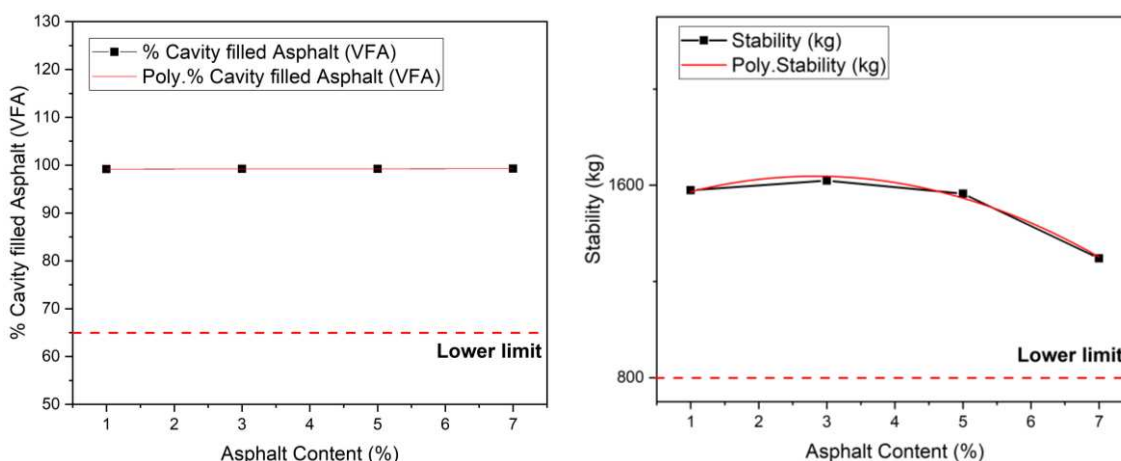 130
120
110
100
90
80
70
60
50
% Cavity filled Asphalt (VFA)
% Cavity filled Asphalt (VFA)
Poly.% Cavity filled Asphalt (VFA)
Lower limit
1 2 3 4 5 6 7
Asphalt Content (%)
Stability (kg)
Poly.Stability (kg)
1600
800
Stability (kg)
Lower limit
1 2 3 4 5 6 7
Asphalt Content (%)